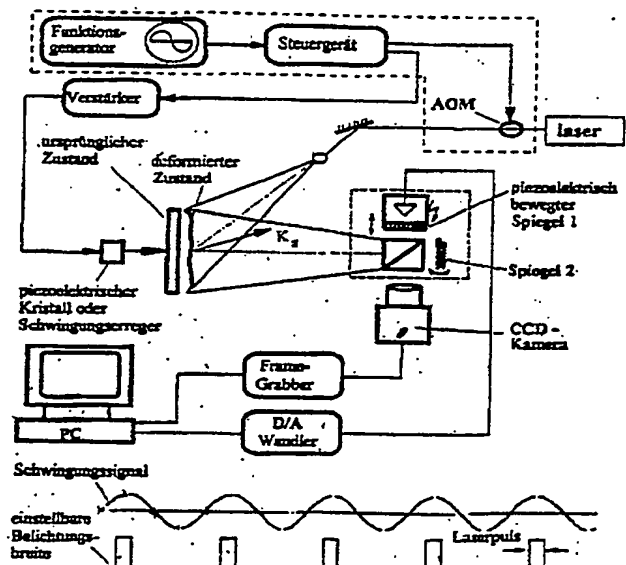 Funktions-
generator
Steuergerät
Verstärker
AOM
laser
ursprünglicher
Zustand
deformierter
Zustand
piezoelektrisch
bewegter
Spiegel 1
K
Spiegel 2
piezoelektrischer
Kristall oder
Schwingungserreger
CCD-
Kamera
Frame-
Grabber
PC
D/A
Wandler
Schwingungssignal
einstellbare
Belichtungs-
breite
Laserpuls